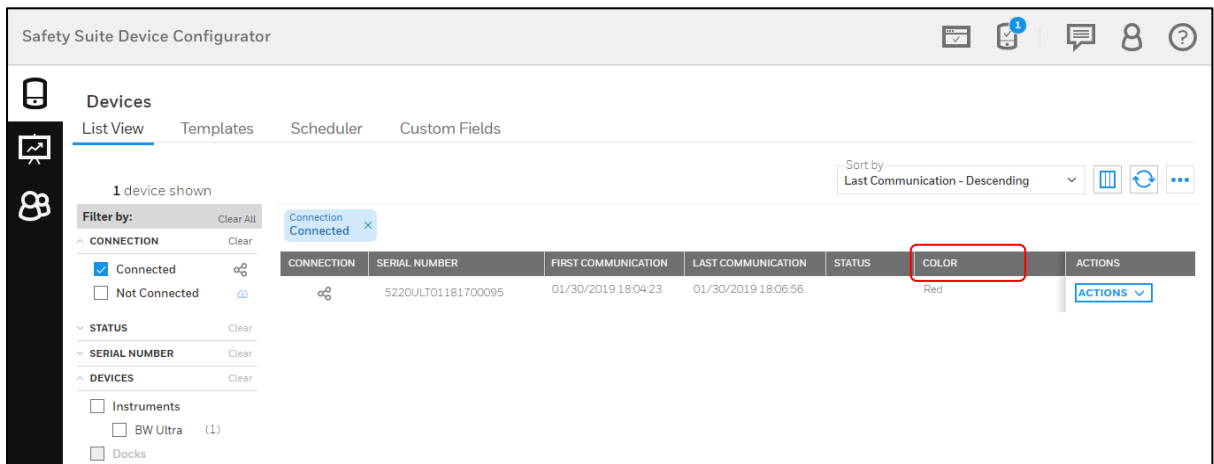 Safety Suite Device Configurator
1
Devices
List View Templates Scheduler Custom Fields
Sort by
Last Communication - Descending
1 device shown
Filter by: Clear All
Connection
Connected
CONNECTION Clear
Connected
Not Connected
CONNECTION SERIAL NUMBER FIRST COMMUNICATION LAST COMMUNICATION STATUS COLOR ACTIONS
5220ULT01181700095 01/30/2019 18:04:23 01/30/2019 18:06:56 Red ACTIONS
STATUS Clear
SERIAL NUMBER Clear
DEVICES Clear
Instruments
BW Ultra (1)
Docks